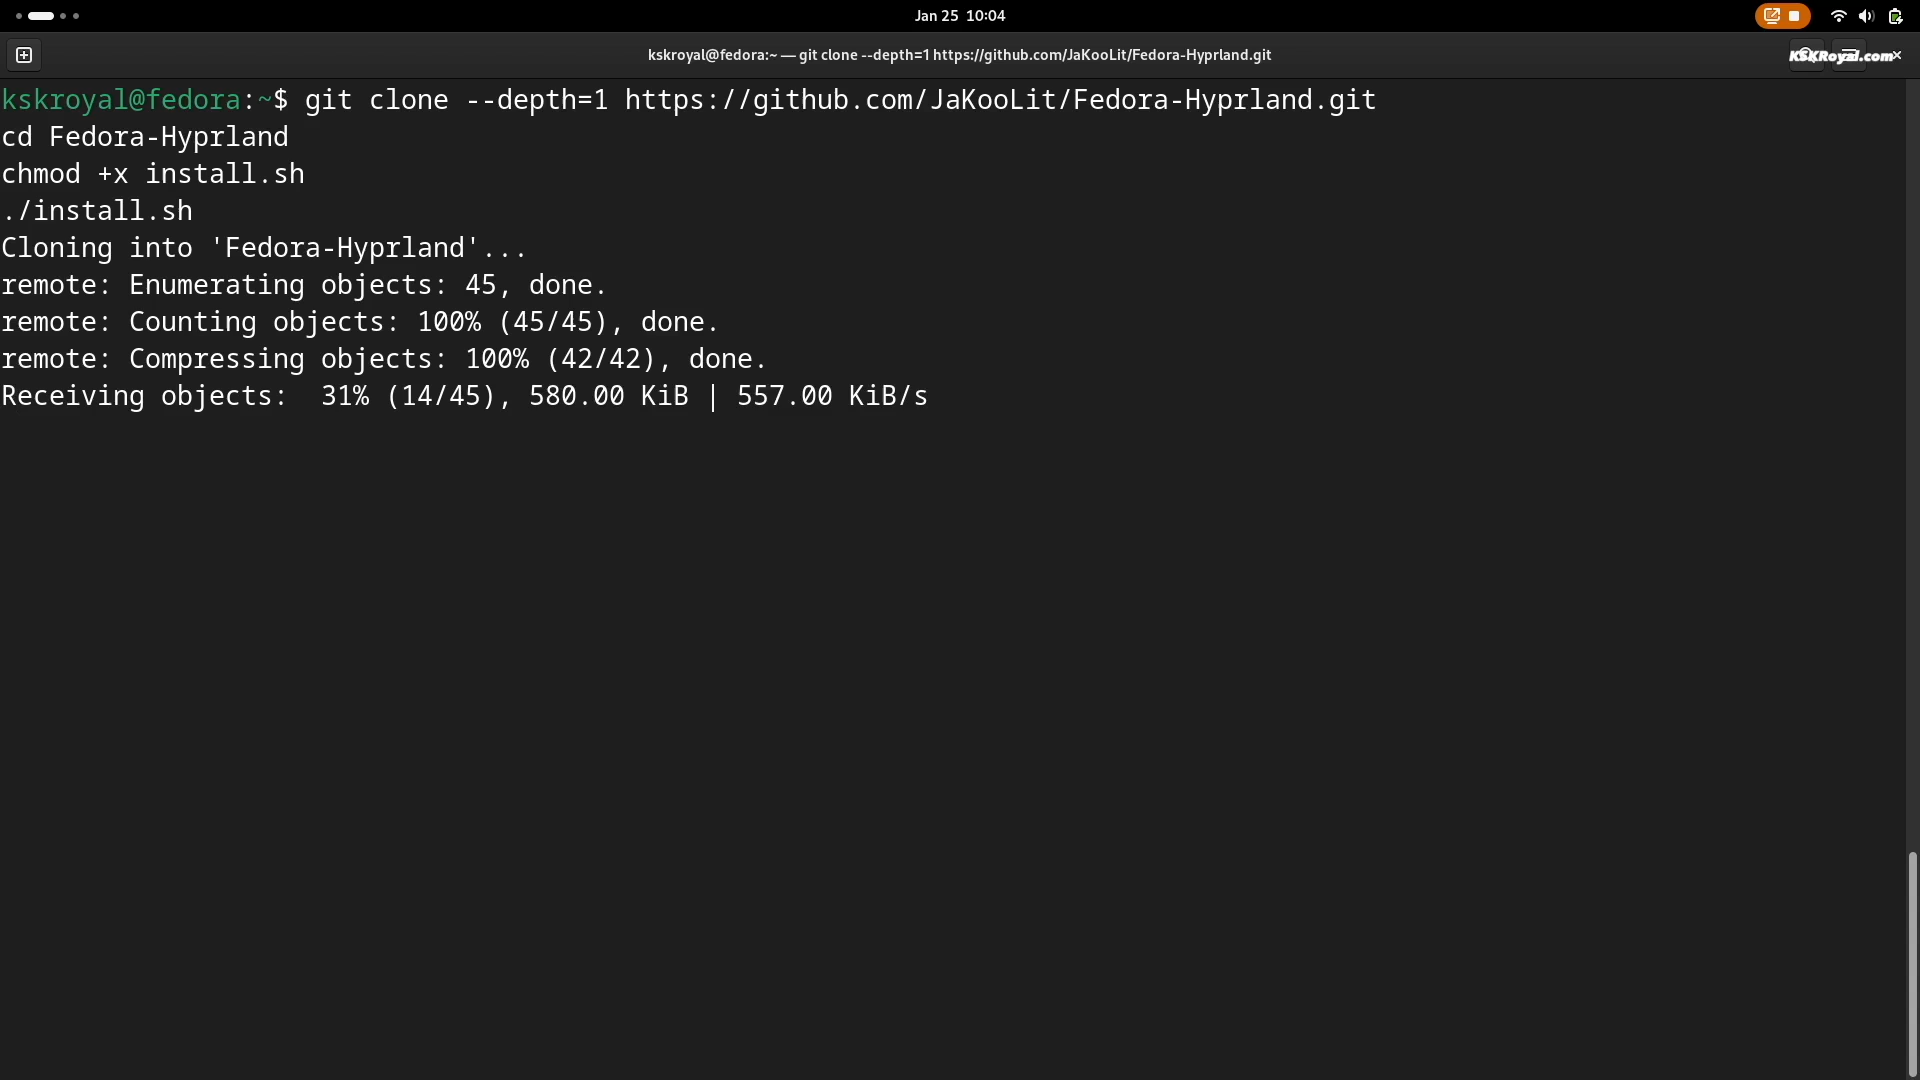 Jan 25  10:04
kskroyal@fedora:~ — git clone --depth=1 https://github.com/JaKooLit/Fedora-Hyprland.git
KSKRoyal.com
kskroyal@fedora:~$ git clone --depth=1 https://github.com/JaKooLit/Fedora-Hyprland.git
cd Fedora-Hyprland
chmod +x install.sh
./install.sh
Cloning into 'Fedora-Hyprland'...
remote: Enumerating objects: 45, done.
remote: Counting objects: 100% (45/45), done.
remote: Compressing objects: 100% (42/42), done.
Receiving objects:  31% (14/45), 580.00 KiB | 557.00 KiB/s